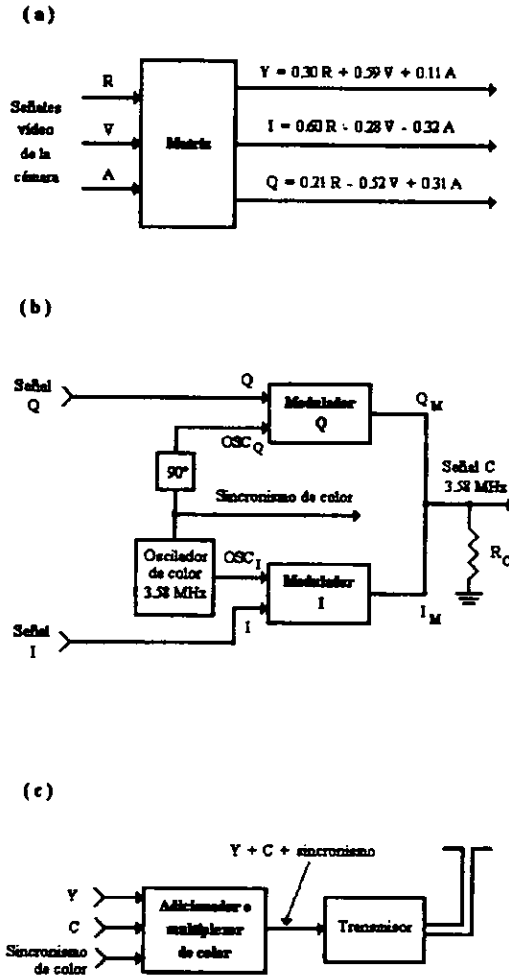 (a)
Señales
vídeo
de la
cámara
R
V
A
Matriz
Y = 0.30 R + 0.59 V + 0.11 A
I = 0.60 R - 0.28 V - 0.32 A
Q = 0.21 R - 0.52 V + 0.31 A
(b)
Señal
Q
Q
Modulador
Q
Q M
OSC Q
90°
Sincronismo de color
Señal C
3.58 MHz
R C
Oscilador
de color
3.58 MHz
OSC I
Modulador
I
I M
Señal
I
I
(c)
Y + C + sincronismo
Y
C
Sincronismo
de color
Adicionador o
multiplexor
de color
Transmisor